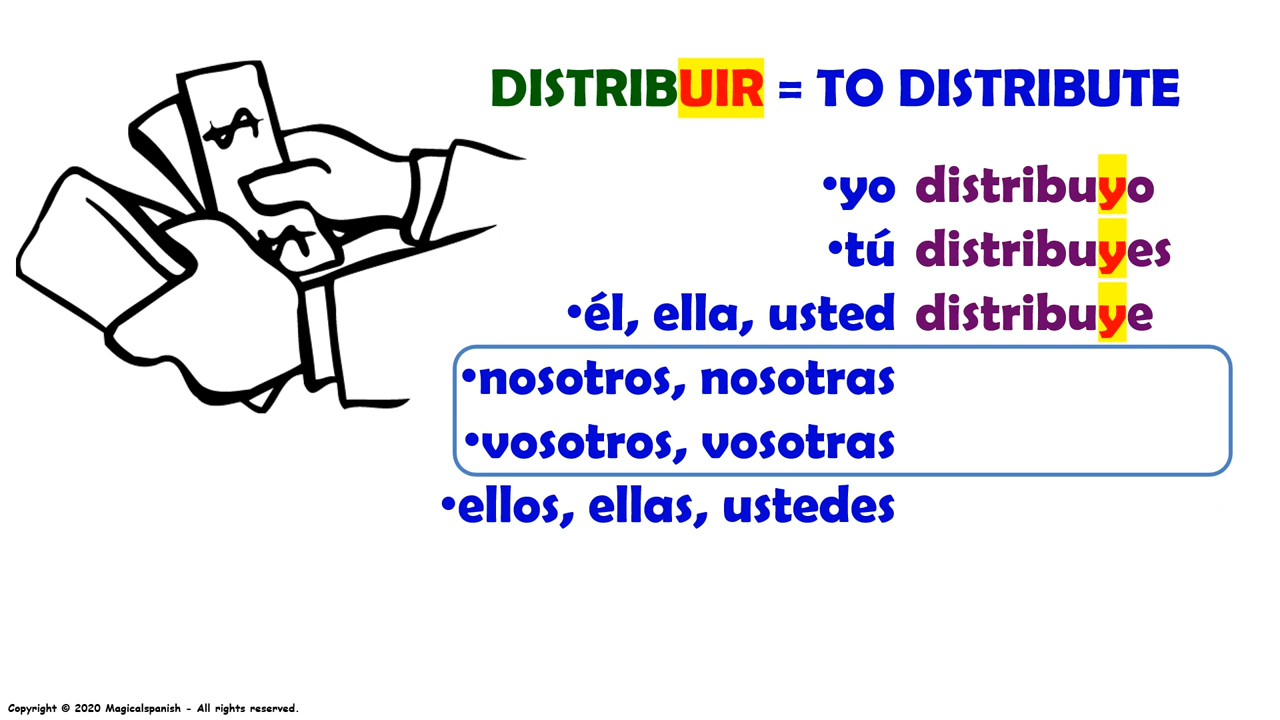 DISTRIBUIR = TO DISTRIBUTE
•yo distribuyo
•tú distribuyes
•él, ella, usted distribuye
•nosotros, nosotras
•vosotros, vosotras
•ellos, ellas, ustedes
Copyright © 2020 Magicalspanish - All rights reserved.